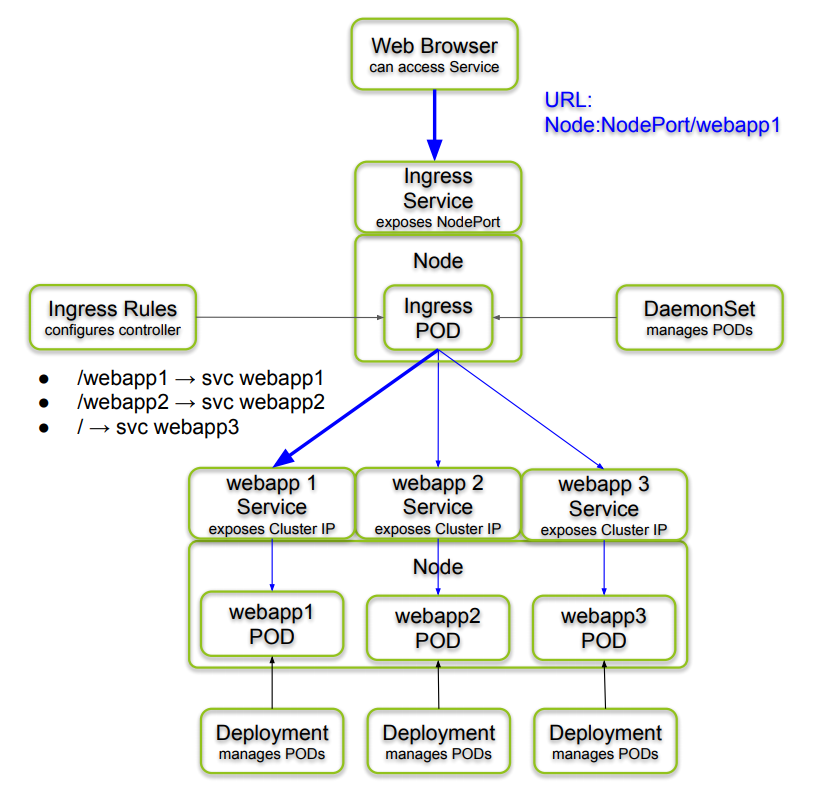 Web Browser
can access Service
URL:
Node:NodePort/webapp1
Ingress
Service
exposes NodePort
Node
Ingress Rules
configures controller
Ingress
POD
DaemonSet
manages PODs
● /webapp1 → svc webapp1
● /webapp2 → svc webapp2
● / → svc webapp3
webapp 1
Service
exposes Cluster IP
webapp 2
Service
exposes Cluster IP
webapp 3
Service
exposes Cluster IP
Node
webapp1
POD
webapp2
POD
webapp3
POD
Deployment
manages PODs
Deployment
manages PODs
Deployment
manages PODs